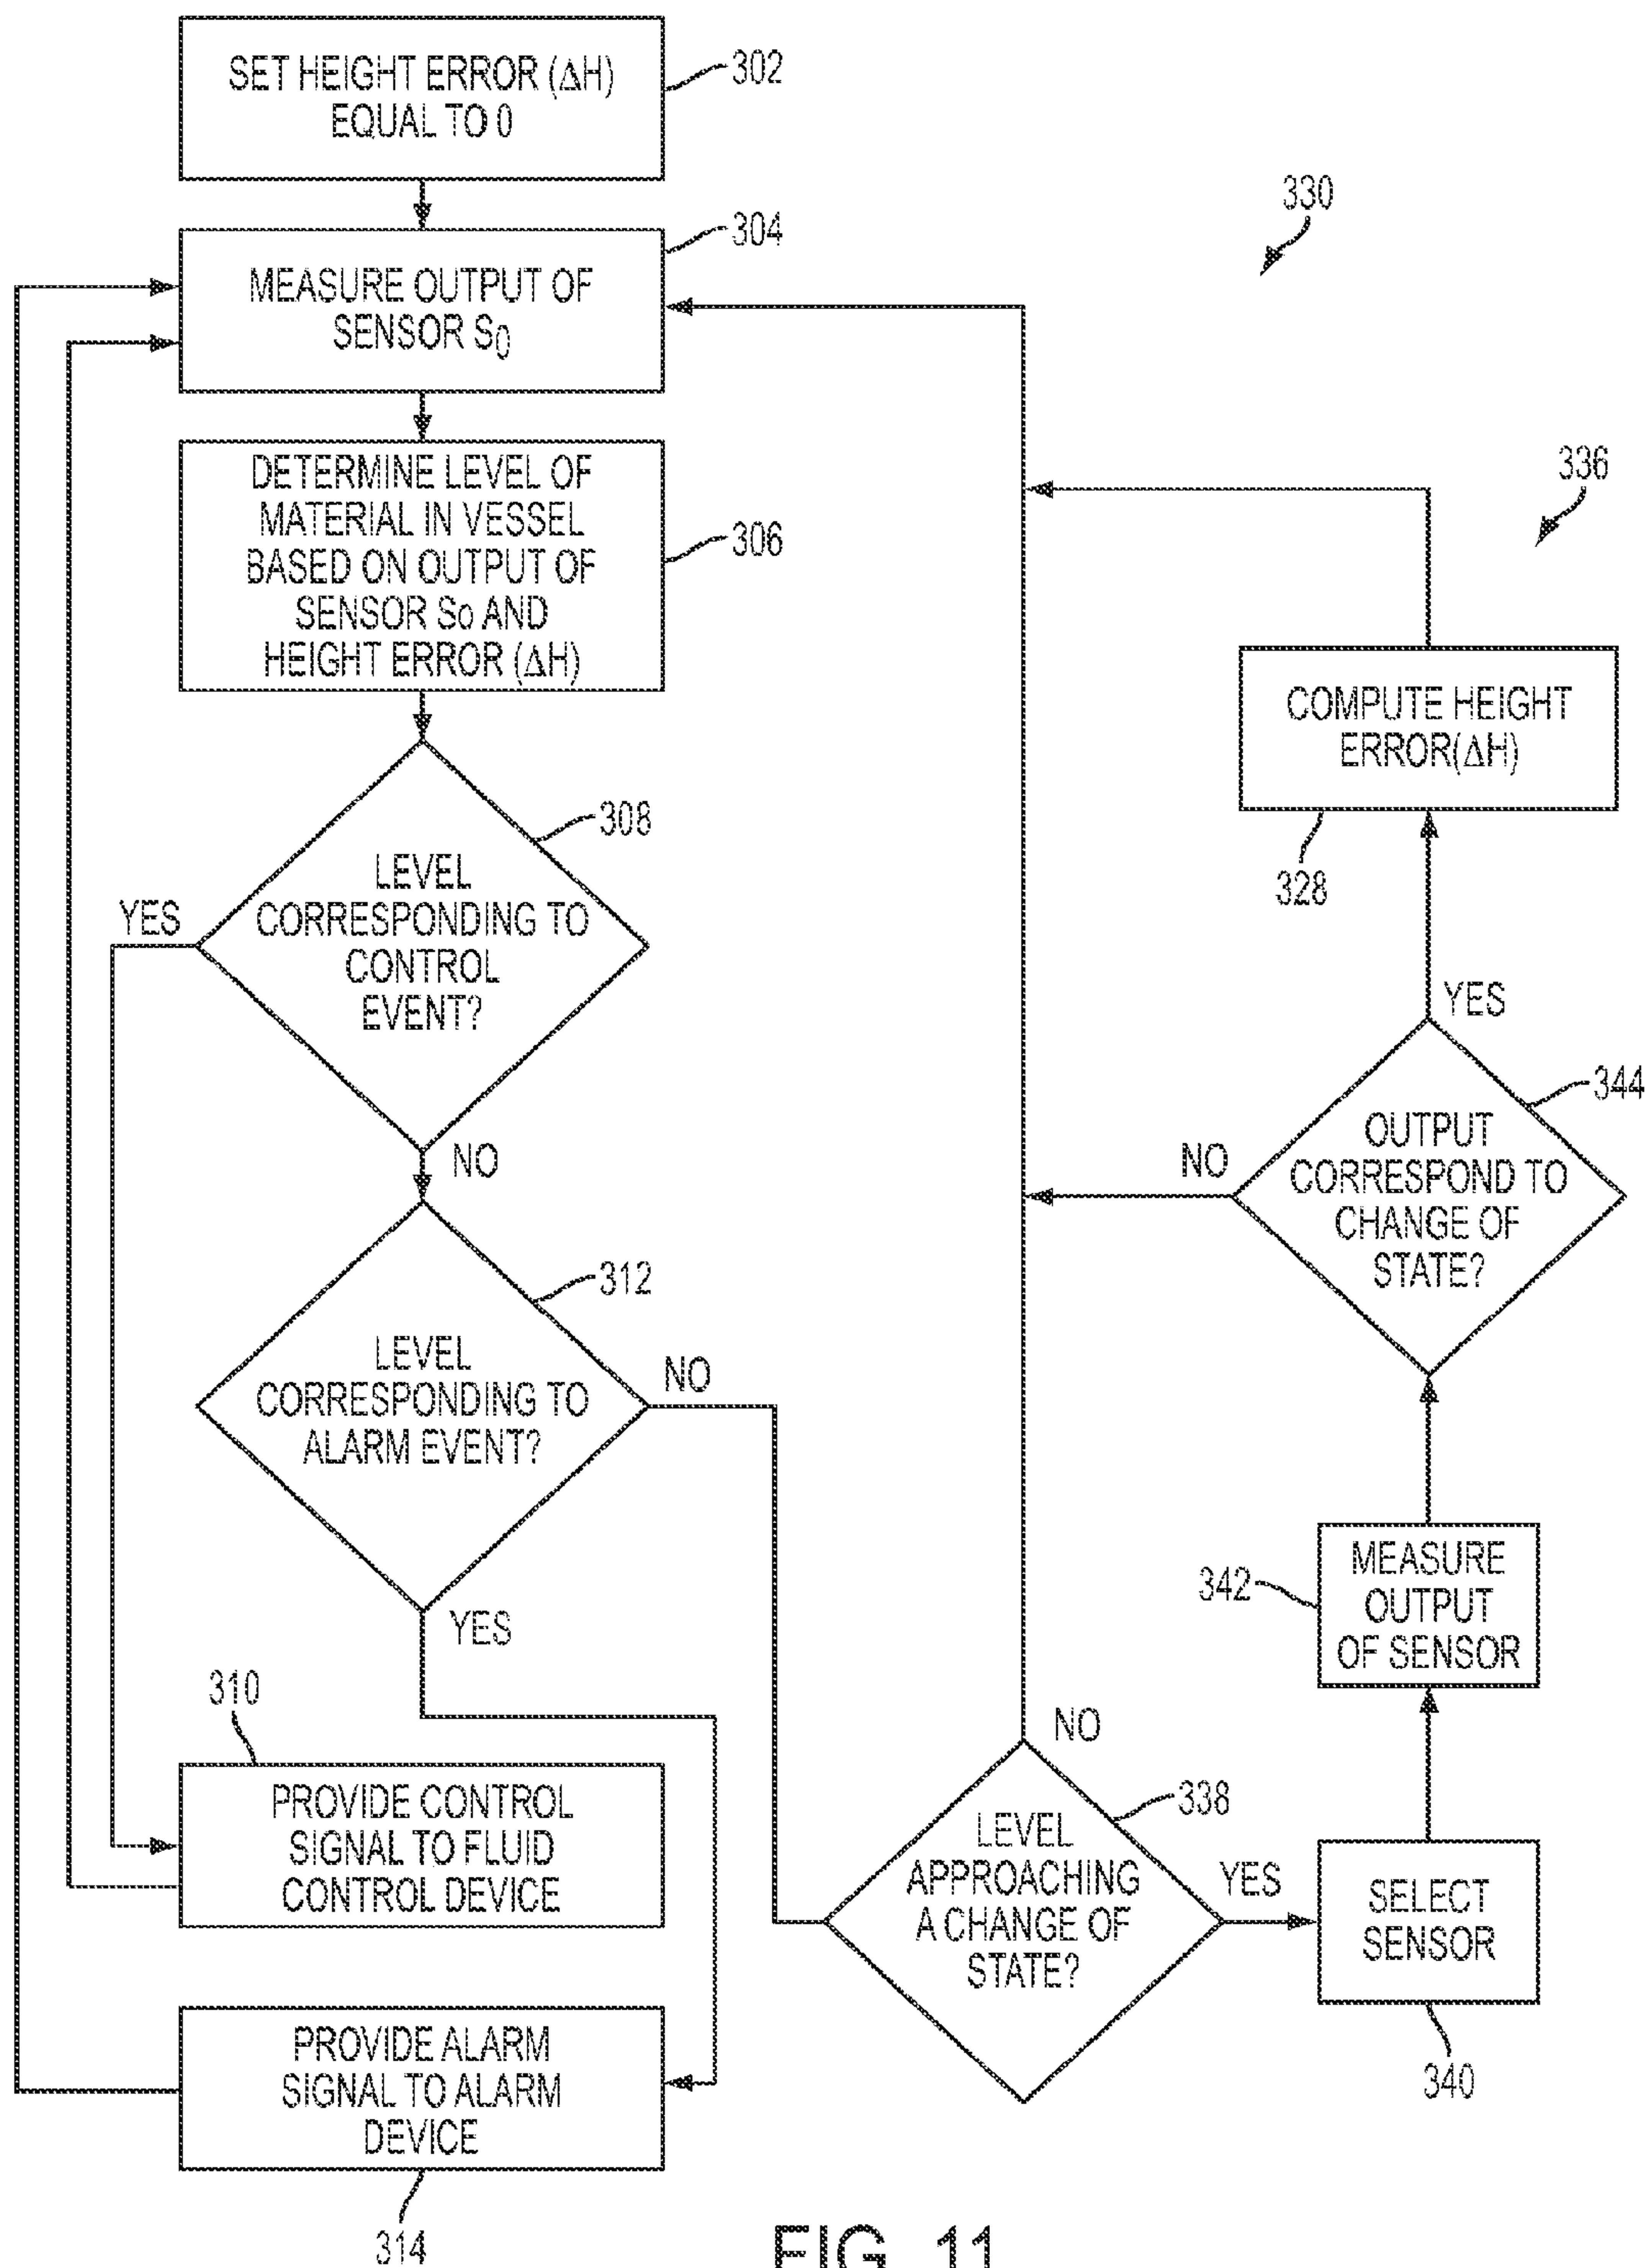 SET HEIGHT ERROR (ΔH)
EQUAL TO 0
302
304
MEASURE OUTPUT OF
SENSOR S0
330
DETERMINE LEVEL OF
MATERIAL IN VESSEL
BASED ON OUTPUT OF
SENSOR S0 AND
HEIGHT ERROR (ΔH)
306
336
COMPUTE HEIGHT
ERROR(ΔH)
328
308
LEVEL
CORRESPONDING TO
CONTROL
EVENT?
YES
NO
YES
344
OUTPUT
CORRESPOND TO
CHANGE OF
STATE?
NO
312
LEVEL
CORRESPONDING TO
ALARM EVENT?
NO
YES
342
MEASURE
OUTPUT
OF SENSOR
310
PROVIDE CONTROL
SIGNAL TO FLUID
CONTROL DEVICE
NO
338
LEVEL
APPROACHING
A CHANGE OF
STATE?
YES
SELECT
SENSOR
340
PROVIDE ALARM
SIGNAL TO ALARM
DEVICE
314
FIG. 11